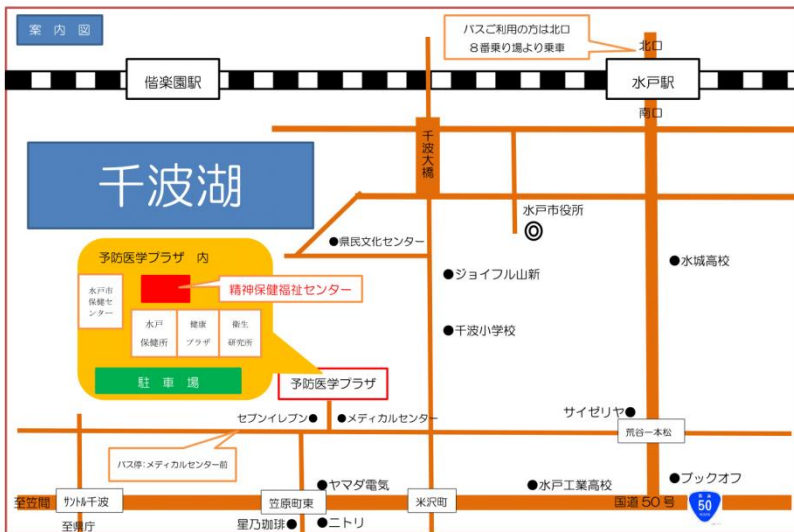 案内図
バスご利用の方は北口
8番乗り場より乗車
北口
偕楽園駅
水戸駅
南口
千波大橋
千波湖
水戸市役所
●県民文化センター
予防医学プラザ 内
●水城高校
●ジョイフル山新
水戸市
保健セ
ンター
精神保健福祉センター
水戸
保健所
健康
プラザ
衛生
研究所
●千波小学校
駐車場
予防医学プラザ
サイゼリヤ●
セブンイレブン●
●メディカルセンター
荒谷一本松
バス停:メディカルセンター前
●ヤマダ電気
●水戸工業高校
●ブックオフ
至笠間
サントル千波
笠原町東
米沢町
国道50号
国道
50
至県庁
星乃珈琲●
●ニトリ